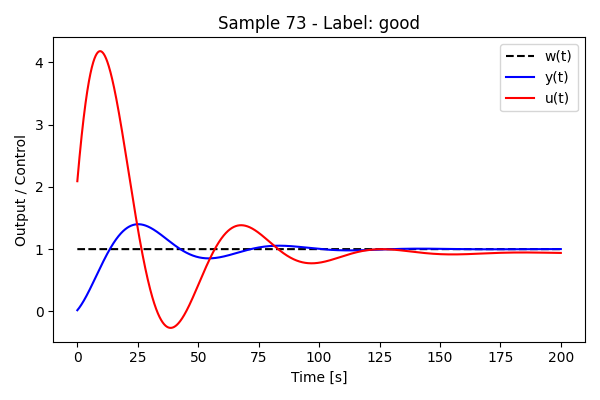 Sample 73 - Label: good
w(t)
y(t)
u(t)
Output / Control
4
3
2
1
0
0 25 50 75 100 125 150 175 200
Time [s]